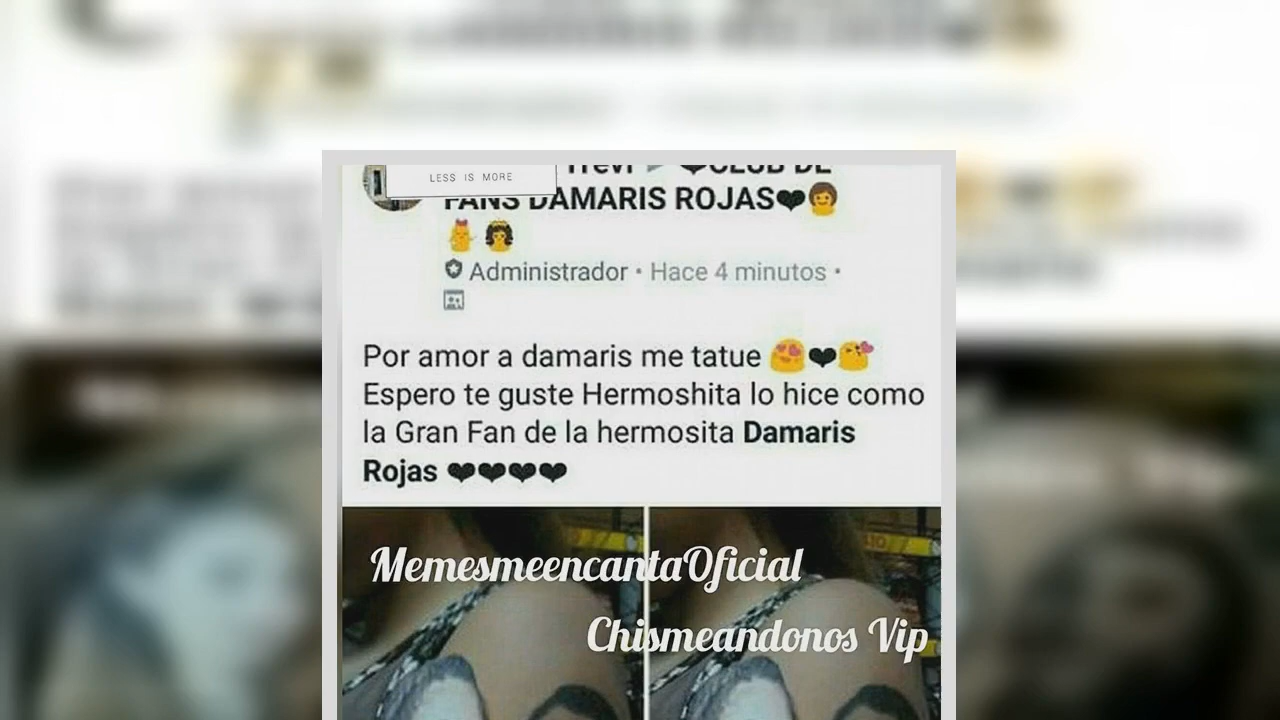 LESS IS MORE
Trevi ▶ ❤CLUB DE
FANS DAMARIS ROJAS❤
Administrador • Hace 4 minutos •
Por amor a damaris me tatue 😍❤😘
Espero te guste Hermoshita lo hice como
la Gran Fan de la hermosita Damaris
Rojas ❤❤❤❤
MemesmeencantaOficial
Chismeandonos Vip